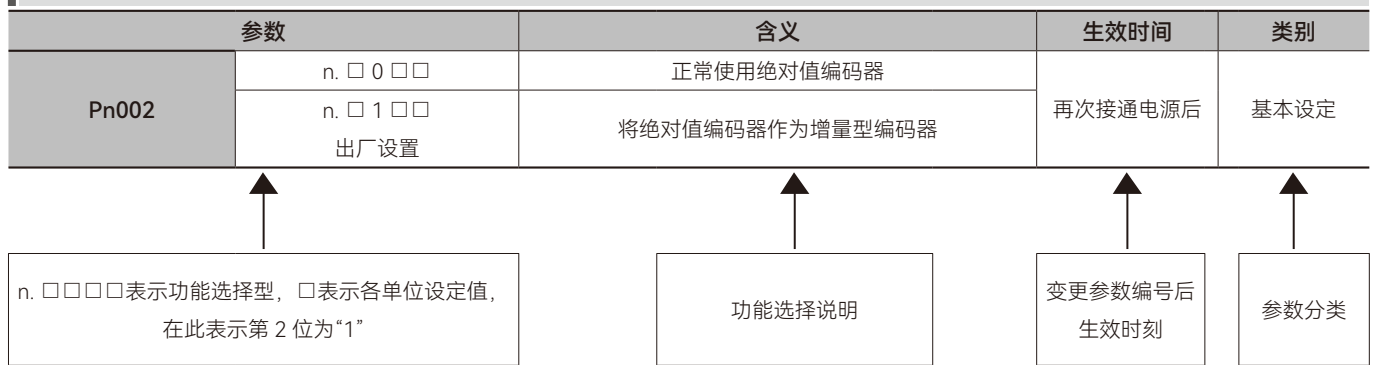 参数 含义 生效时间 类别
Pn002 n. □ 0 □□ 正常使用绝对值编码器 再次接通电源后 基本设定
n. □ 1 □□
出厂设置 将绝对值编码器作为增量型编码器
n. □□□□表示功能选择型，□表示各单位设定值，
在此表示第 2 位为“1”
功能选择说明
变更参数编号后
生效时刻
参数分类